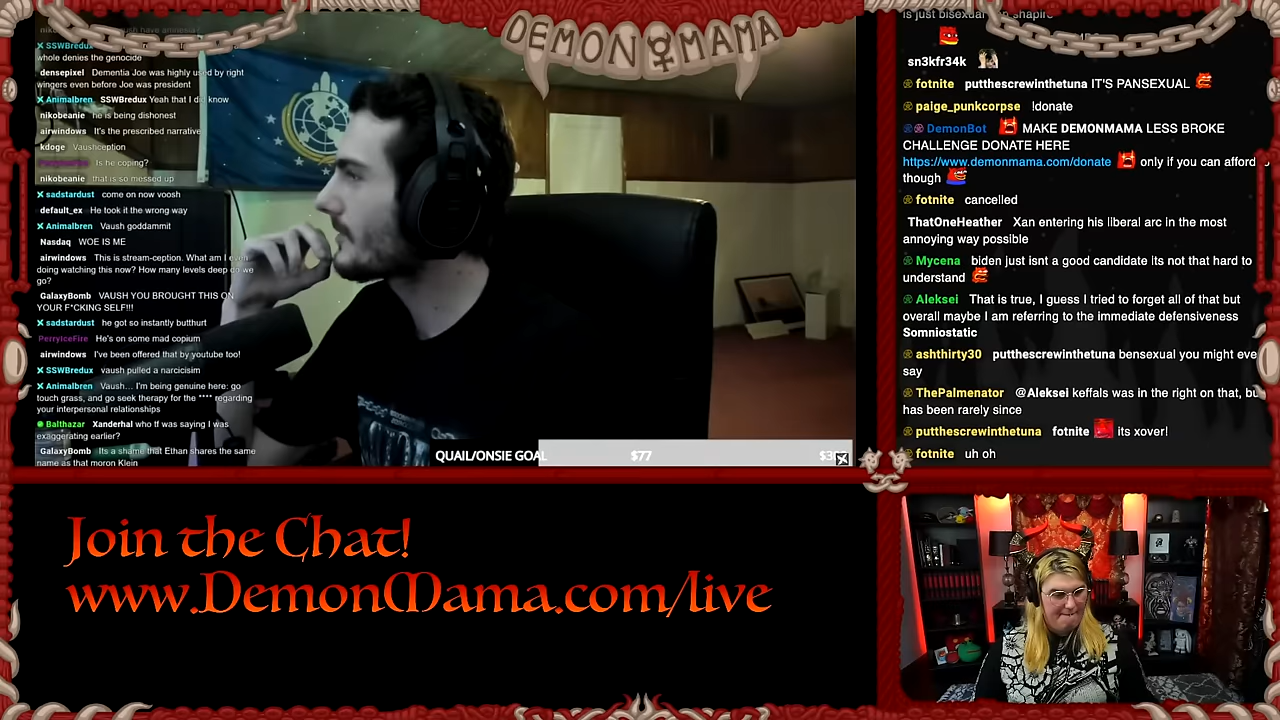 DEMON MAMA
SSWBredux
whole denies the genocide
densepixel Dementia Joe was highly used by right
wingers even before Joe was president
Animalbren SSWBredux Yeah that I do know
nikobeanie he is being dishonest
airwindows It's the prescribed narrative
kdoge Vaushception
PerryiceFire Is he coping?
nikobeanie that is so messed up
sadstardust come on now voosh
default_ex He took it the wrong way
Animalbren Vaush goddammit
Nasdaq WOE IS ME
airwindows This is stream-ception. What am I even
doing watching this now? How many levels deep do we
go?
GalaxyBomb VAUSH YOU BROUGHT THIS ON
YOUR F*CKING SELF!!!
sadstardust he got so instantly butthurt
PerryiceFire He's on some mad copium
airwindows I've been offered that by youtube too!
SSWBredux vaush pulled a narcicisim
Animalbren Vaush... I'm being genuine here: go
touch grass, and go seek therapy for the **** regarding
your interpersonal relationships
Balthazar Xanderhal who tf was saying I was
exaggerating earlier?
GalaxyBomb Its a shame that Ethan shares the same
name as that moron Klein
QUAIL/ONSIE GOAL $77
is just bisexual
sn3kfr34k
fotnite putthescrewinthetuna IT'S PANSEXUAL
paige_punkcorpse !donate
DemonBot MAKE DEMONMAMA LESS BROKE
CHALLENGE DONATE HERE
https://www.demonmama.com/donate only if you can afford
though
fotnite cancelled
ThatOneHeather Xan entering his liberal arc in the most
annoying way possible
Mycena biden just isnt a good candidate its not that hard to
understand
Aleksei That is true, I guess I tried to forget all of that but
overall maybe I am referring to the immediate defensiveness
Somniostatic
ashthirty30 putthescrewinthetuna bensexual you might eve
say
ThePalmenator @Aleksei keffals was in the right on that, bu
has been rarely since
putthescrewinthetuna fotnite its xover!
fotnite uh oh
Join the Chat!
www.DemonMama.com/live